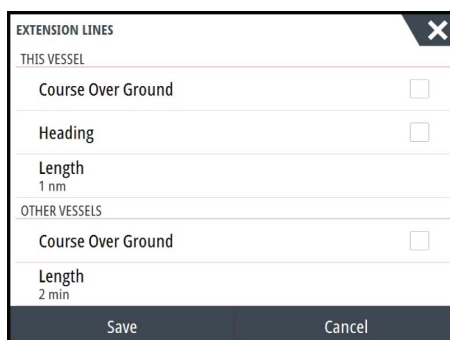 EXTENSION LINES
THIS VESSEL
Course Over Ground
Heading
Length
1 nm
OTHER VESSELS
Course Over Ground
Length
2 min
Save Cancel